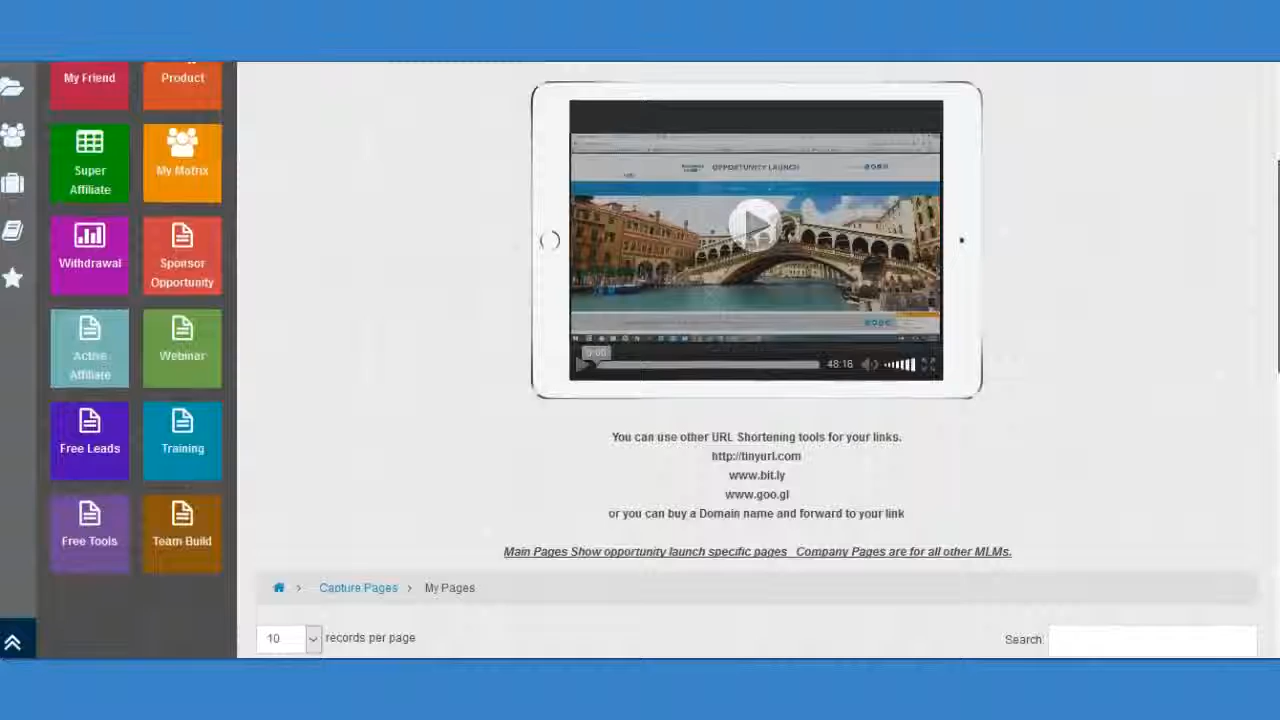 My Friend
Product
Super
Affiliate
My Matrix
Withdrawal
Sponsor
Opportunity
Active
Affiliate
Webinar
Free Leads
Training
Free Tools
Team Build
OPPORTUNITY LAUNCH
0:00
48:16
You can use other URL Shortening tools for your links.
http://tinyurl.com
www.bit.ly
www.goo.gl
or you can buy a Domain name and forward to your link
Main Pages Show opportunity launch specific pages Company Pages are for all other MLMs.
> Capture Pages > My Pages
10 records per page
Search: